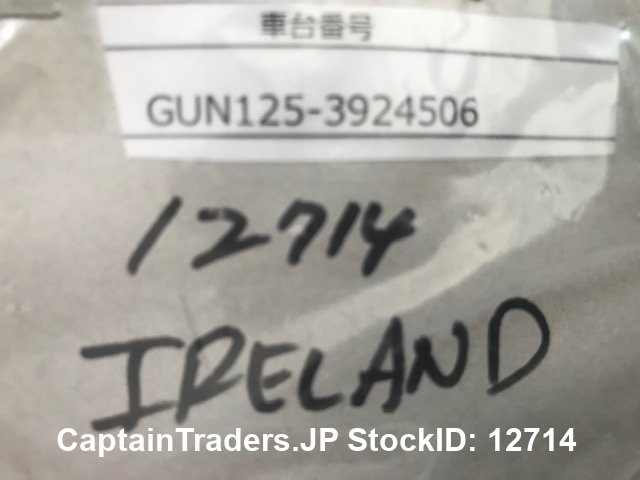 車台番号
GUN125-3924506
12714
IRELAND
CaptainTraders.JP StockID: 12714